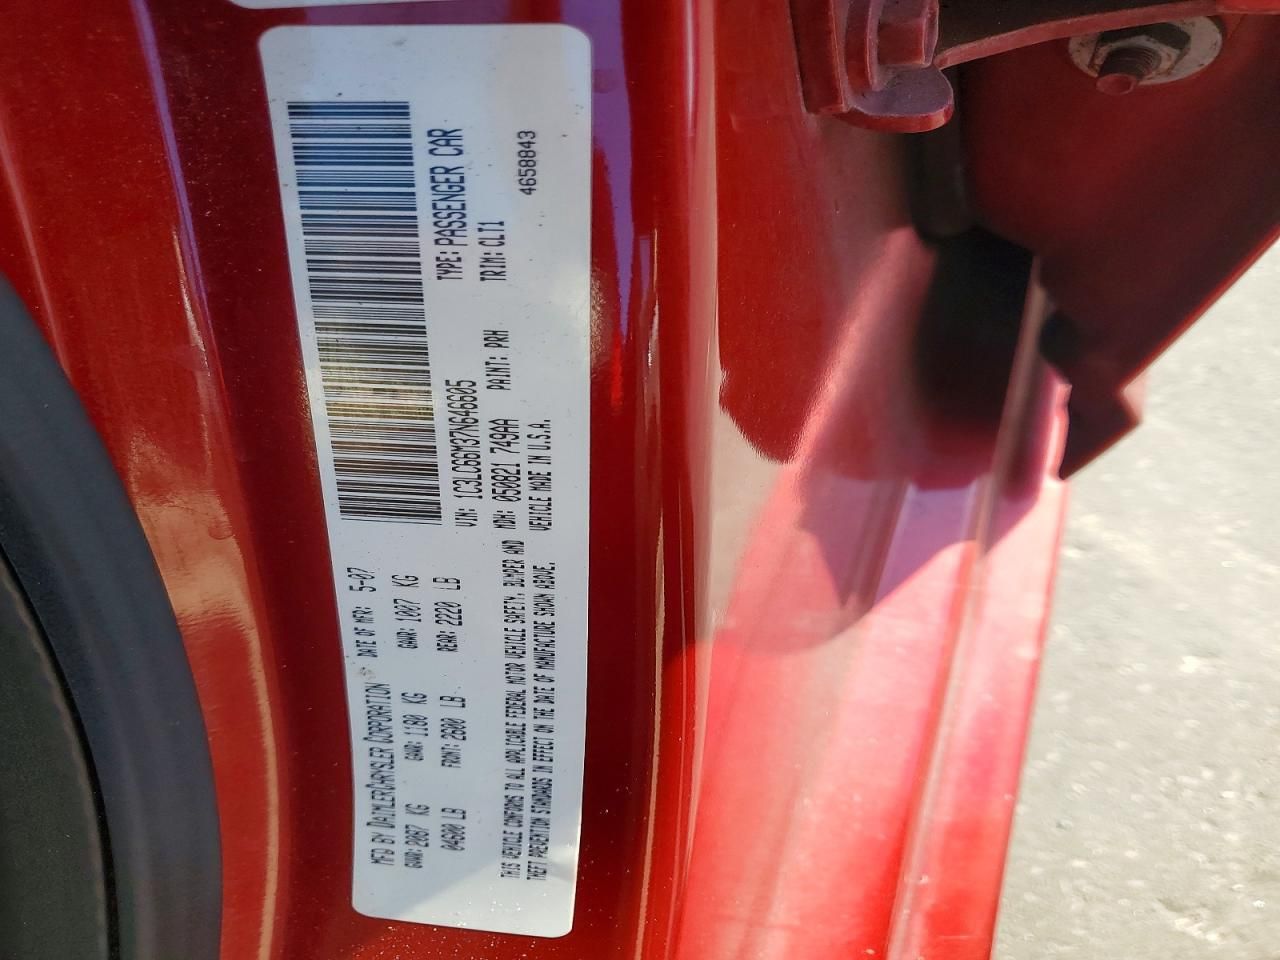 MFD BY DAIMLERCHRYSLER CORPORATION DATE OF MFR: 5-07
GVWR: 2087 KG GAWR: 1180 KG GAWR: 1007 KG
04600 LB FRONT: 2600 LB REAR: 2220 LB
THIS VEHICLE CONFORMS TO ALL APPLICABLE FEDERAL MOTOR VEHICLE SAFETY, BUMPER AND
THEFT PREVENTION STANDARDS IN EFFECT ON THE DATE OF MANUFACTURE SHOWN ABOVE.
VIN: 1C3LC66M37N646605 TYPE: PASSENGER CAR
MDH: 050821 749AA PAINT: PRH TRIM: CLT1
VEHICLE MADE IN U.S.A. 4658843